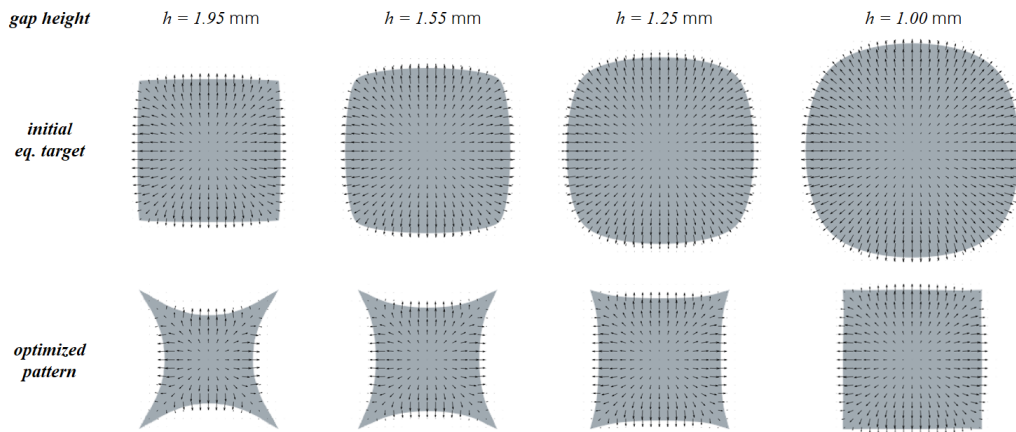 gap height h = 1.95 mm h = 1.55 mm h = 1.25 mm h = 1.00 mm
initial
eq. target
optimized
pattern